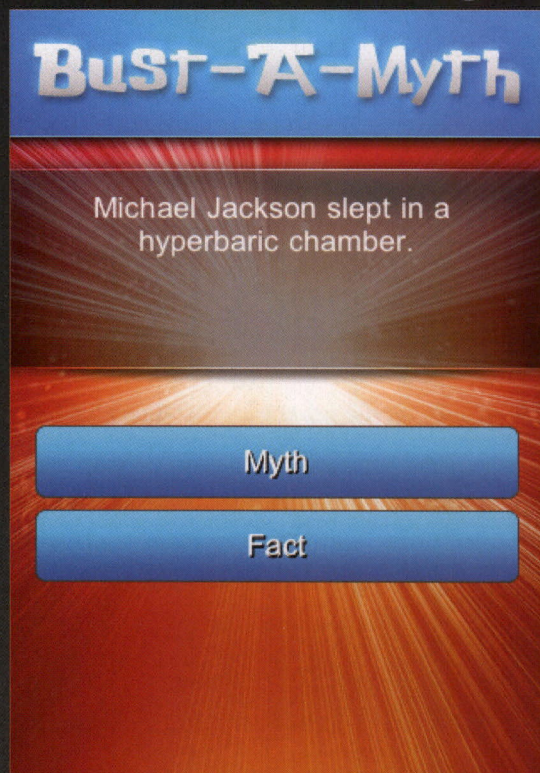 Bust-A-Myth
Michael Jackson slept in a
hyperbaric chamber.
Myth
Fact